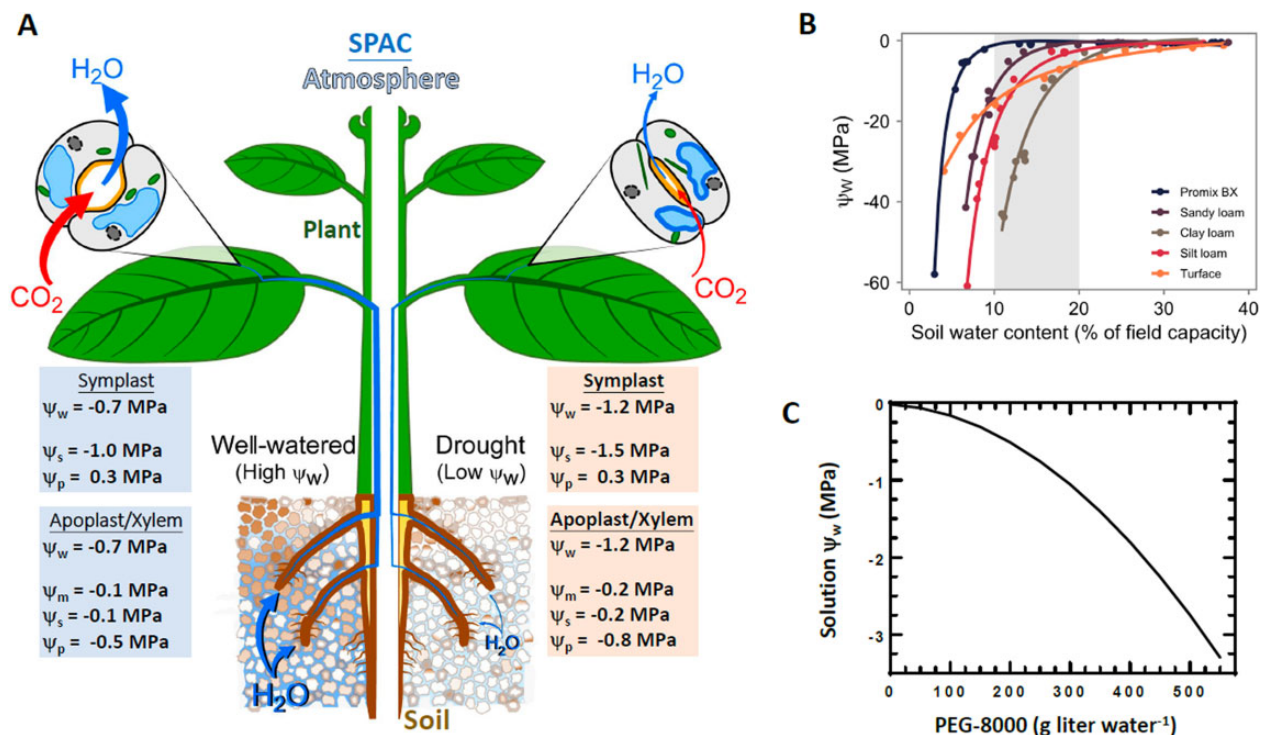 A
SPAC
Atmosphere
H2O
CO2
H2O
CO2
Plant
Symplast
ψw = -0.7 MPa
ψs = -1.0 MPa
ψp = 0.3 MPa
Apoplast/Xylem
ψw = -0.7 MPa
ψm = -0.1 MPa
ψs = -0.1 MPa
ψp = -0.5 MPa
Well-watered
(High ψw)
Drought
(Low ψw)
Symplast
ψw = -1.2 MPa
ψs = -1.5 MPa
ψp = 0.3 MPa
Apoplast/Xylem
ψw = -1.2 MPa
ψm = -0.2 MPa
ψs = -0.2 MPa
ψp = -0.8 MPa
H2O
H2O
Soil
B
ψw (MPa)
0
-20
-40
-60
Promix BX
Sandy loam
Clay loam
Silt loam
Turface
0 10 20 30 40
Soil water content (% of field capacity)
C
Solution ψw (MPa)
0
-1
-2
-3
0 100 200 300 400 500
PEG-8000 (g liter water-1)